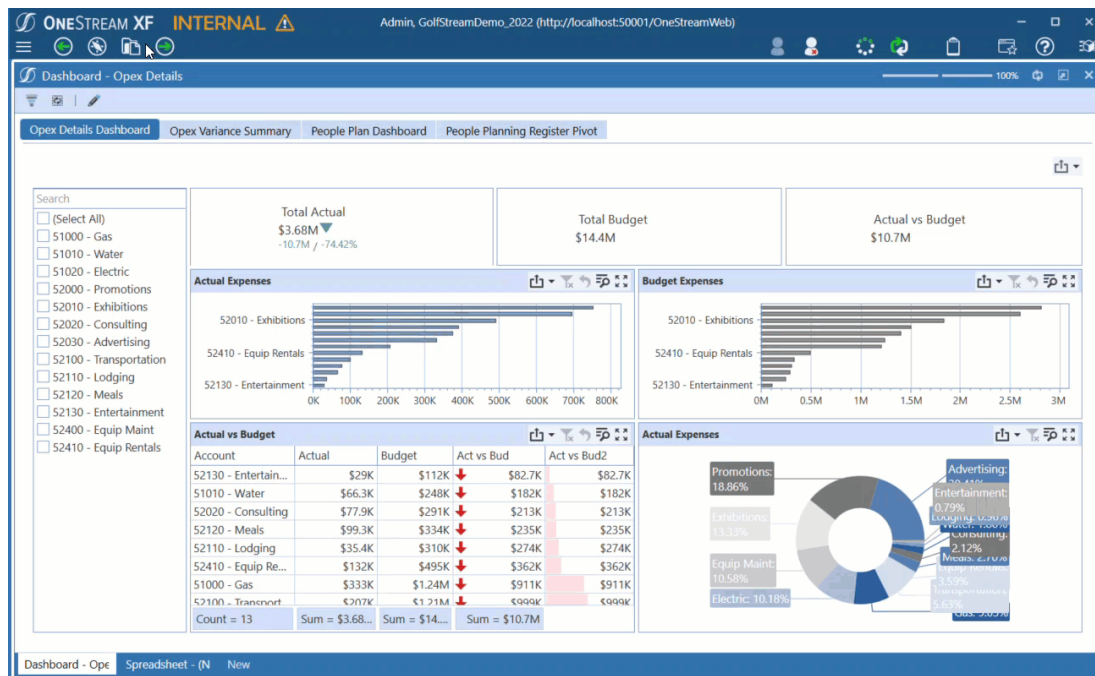 ONESTREAM XF INTERNAL
Admin, GolfStreamDemo_2022 (http://localhost:50001/OneStreamWeb)
Dashboard - Opex Details
100%
Opex Details Dashboard
Opex Variance Summary
People Plan Dashboard
People Planning Register Pivot
Search
(Select All)
51000 - Gas
51010 - Water
51020 - Electric
52000 - Promotions
52010 - Exhibitions
52020 - Consulting
52030 - Advertising
52100 - Transportation
52110 - Lodging
52120 - Meals
52130 - Entertainment
52400 - Equip Maint
52410 - Equip Rentals
Total Actual
$3.68M
-10.7M / -74.42%
Total Budget
$14.4M
Actual vs Budget
$10.7M
Actual Expenses
52010 - Exhibitions
52410 - Equip Rentals
52130 - Entertainment
0K 100K 200K 300K 400K 500K 600K 700K 800K
Budget Expenses
52010 - Exhibitions
52410 - Equip Rentals
52130 - Entertainment
0M 0.5M 1M 1.5M 2M 2.5M 3M
Actual vs Budget
Account Actual Budget Act vs Bud Act vs Bud2
52130 - Entertain... $29K $112K $82.7K $82.7K
51010 - Water $66.3K $248K $182K $182K
52020 - Consulting $77.9K $291K $213K $213K
52120 - Meals $99.3K $334K $235K $235K
52110 - Lodging $35.4K $310K $274K $274K
52410 - Equip Re... $132K $495K $362K $362K
51000 - Gas $333K $1.24M $911K $911K
52100 - Transport $207K $1.21M $999K $999K
Count = 13 Sum = $3.68... Sum = $14.... Sum = $10.7M
Actual Expenses
Promotions:
18.86%
Exhibitions:
13.33%
Equip Maint:
10.58%
Electric: 10.18%
Advertising:
Entertainment:
0.79%
Consulting:
2.12%
3.59%
5.63%
Dashboard - Ope
Spreadsheet - (N
New